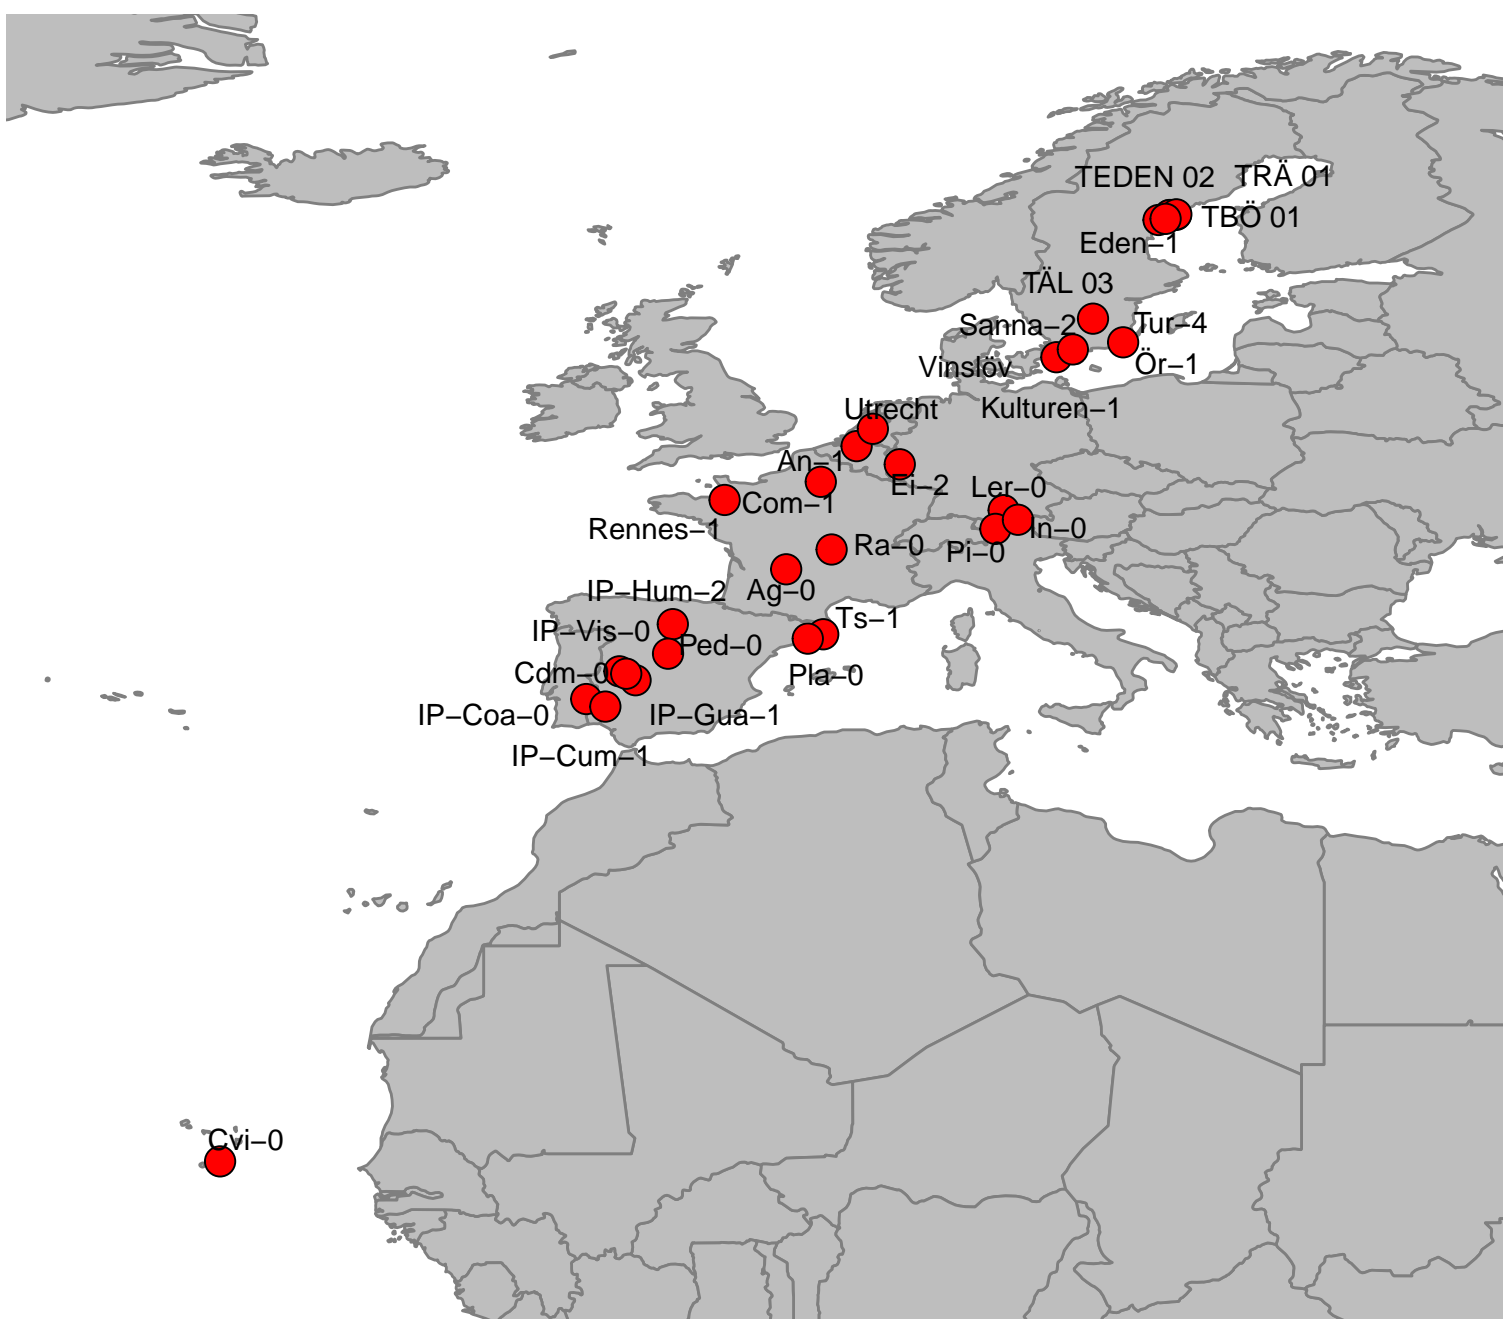 TEDEN 02
TRÄ 01
TBÖ 01
Eden−1
TÄL 03
Sanna−2
Tur−4
Vinslöv
Ör−1
Utrecht
Kulturen−1
An−1
Ei−2
Ler−0
Com−1
Rennes−1
In−0
Ra−0
Pi−0
IP−Hum−2
Ag−0
Ts−1
IP−Vis−0
Ped−0
Cdm−0
Pla−0
IP−Coa−0
IP−Gua−1
IP−Cum−1
Cvi−0